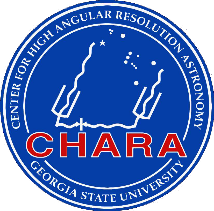 CENTER FOR HIGH ANGULAR RESOLUTION ASTRONOMY
CHARA
GEORGIA STATE UNIVERSITY